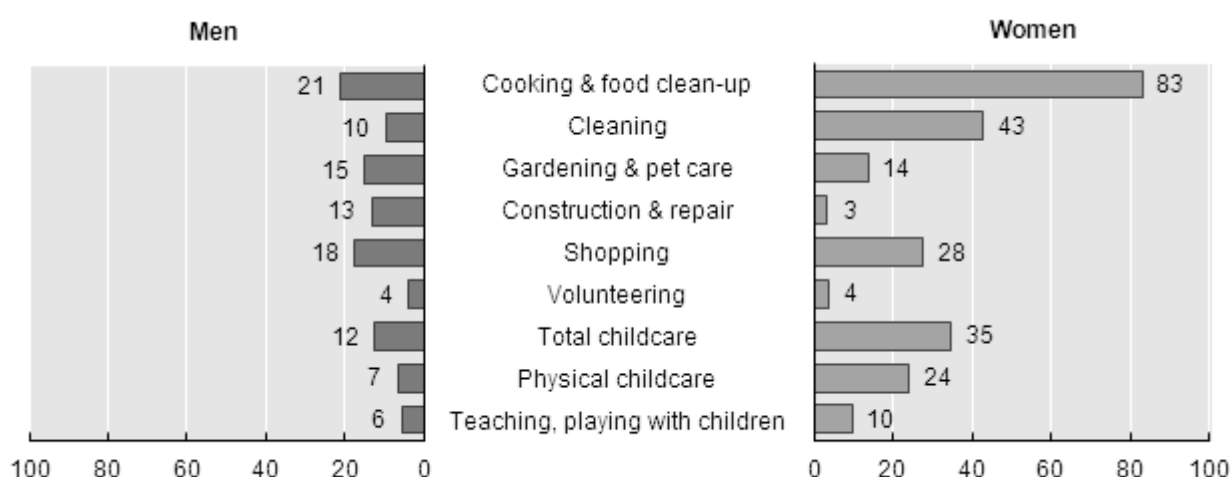 Men Women
21 Cooking & food clean-up 83
10 Cleaning 43
15 Gardening & pet care 14
13 Construction & repair 3
18 Shopping 28
4 Volunteering 4
12 Total childcare 35
7 Physical childcare 24
6 Teaching, playing with children 10
100 80 60 40 20 0 0 20 40 60 80 100